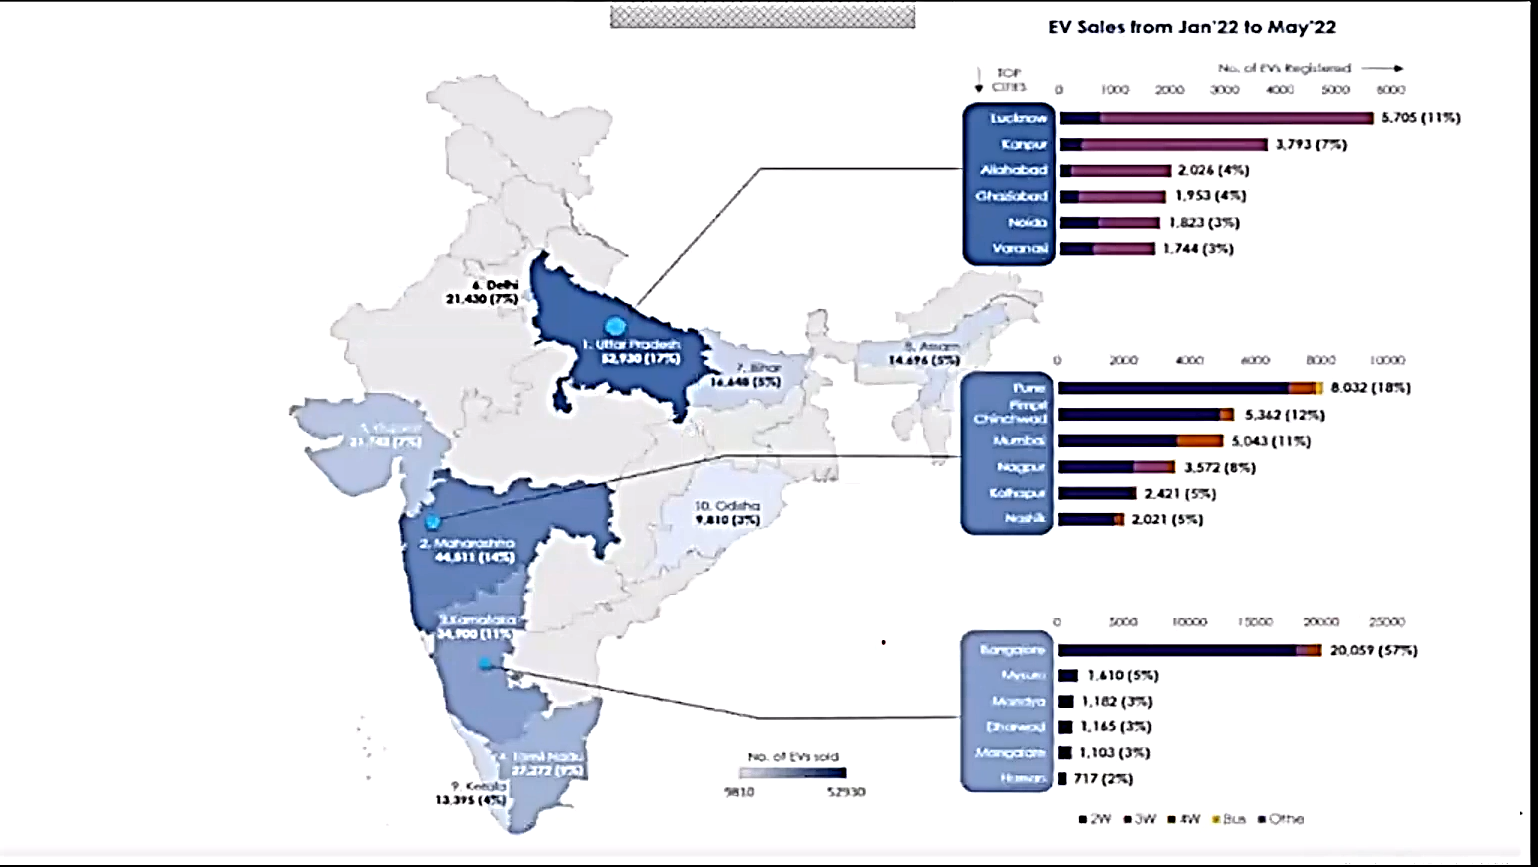 EV Sales from Jan'22 to May'22
No. of EVs Registered
TOP
CITIES
0 1000 2000 3000 4000 5000 6000
Lucknow 5,705 (11%)
Kanpur 3,793 (7%)
Allahabad 2,026 (4%)
Ghaziabad 1,953 (4%)
Noida 1,823 (3%)
Varanasi 1,744 (3%)
6. Delhi
21,430 (7%)
1. Uttar Pradesh
52,930 (17%)
7. Bihar
16,648 (5%)
8. Assam
14,696 (5%)
0 2000 4000 6000 8000 10000
Pune 8,032 (18%)
Pimpri
Chinchwad 5,362 (12%)
Mumbai 5,043 (11%)
Nagpur 3,572 (8%)
Kolhapur 2,421 (5%)
Nashik 2,021 (5%)
5. Gujarat
(7%)
10. Odisha
9,810 (3%)
2. Maharashtra
44,511 (14%)
3.Karnataka
34,900 (11%)
0 5000 10000 15000 20000 25000
Bangalore 20,059 (57%)
Mysuru 1,610 (5%)
Mandya 1,182 (3%)
Dharwad 1,165 (3%)
Mangalore 1,103 (3%)
Hassan 717 (2%)
4. Tamil Nadu
27,272 (9%)
9. Kerala
13,395 (4%)
No. of EVs sold
9810 52930
2W 3W 4W Bus Othe